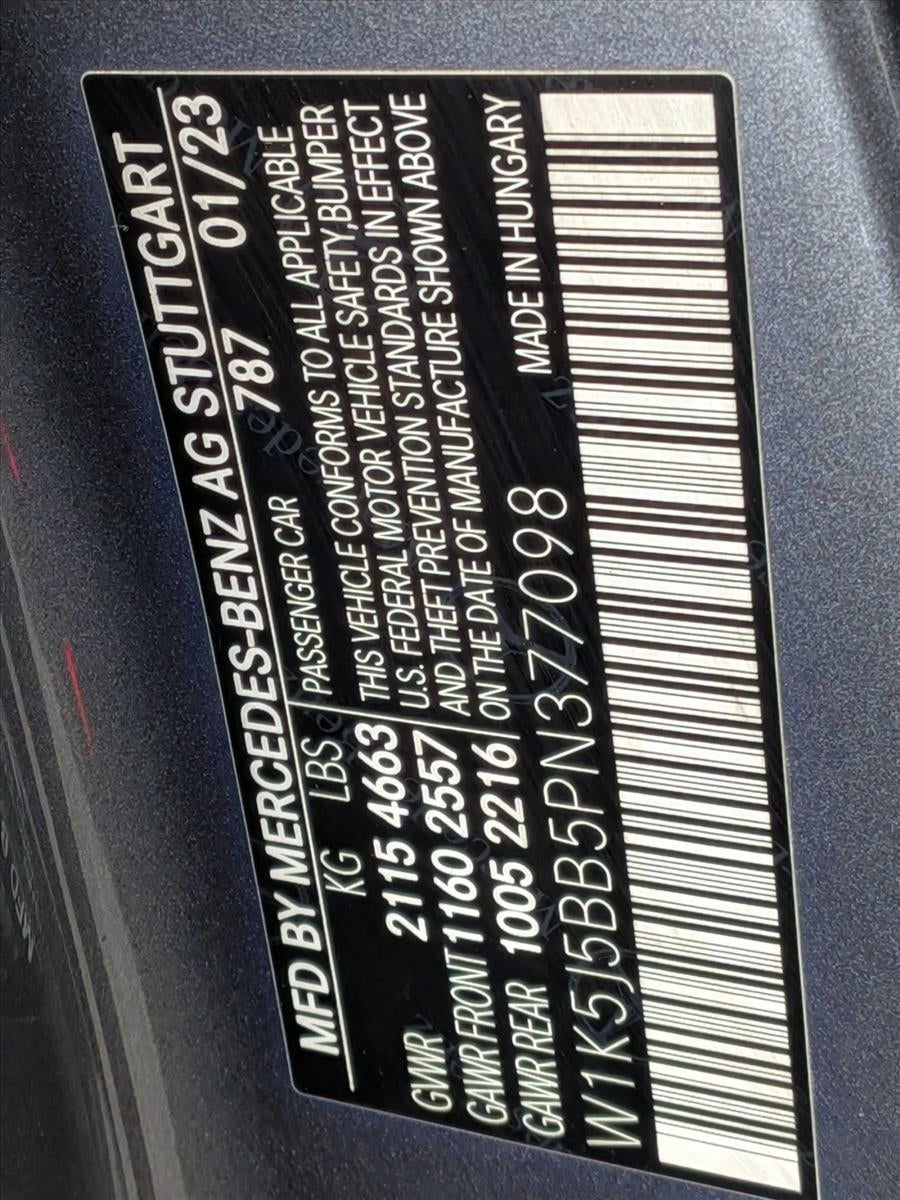 MFD BY MERCEDES-BENZ AG STUTTGART
KG LBS 787 01/23
PASSENGER CAR
GVWR 2115 4663
GAWR FRONT 1160 2557
GAWR REAR 1005 2216
THIS VEHICLE CONFORMS TO ALL APPLICABLE
U.S. FEDERAL MOTOR VEHICLE SAFETY, BUMPER
AND THEFT PREVENTION STANDARDS IN EFFECT
ON THE DATE OF MANUFACTURE SHOWN ABOVE
MADE IN HUNGARY
W1K5J5BB5PN377098